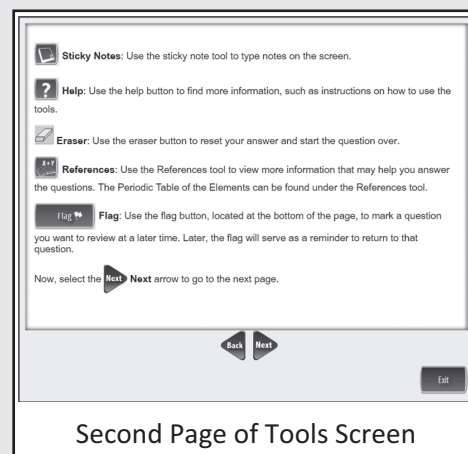 Sticky Notes: Use the sticky note tool to type notes on the screen.
? Help: Use the help button to find more information, such as instructions on how to use the
tools.
Eraser: Use the eraser button to reset your answer and start the question over.
X+Y References: Use the References tool to view more information that may help you answer
the questions. The Periodic Table of the Elements can be found under the References tool.
Flag Flag: Use the flag button, located at the bottom of the page, to mark a question
you want to review at a later time. Later, the flag will serve as a reminder to return to that
question.
Now, select the Next Next arrow to go to the next page.
Back Next
Exit
Second Page of Tools Screen